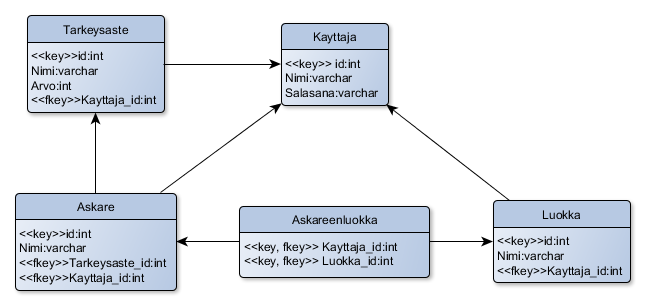 Tarkeysaste
<<key>>id:int
Nimi:varchar
Arvo:int
<<fkey>>Kayttaja_id:int
Kayttaja
<<key>> id:int
Nimi:varchar
Salasana:varchar
Askare
<<key>>id:int
Nimi:varchar
<<fkey>>Tarkeysaste_id:int
<<fkey>>Kayttaja_id:int
Askareenluokka
<<key, fkey>> Kayttaja_id:int
<<key, fkey>> Luokka_id:int
Luokka
<<key>>id:int
Nimi:varchar
<<fkey>>Kayttaja_id:int